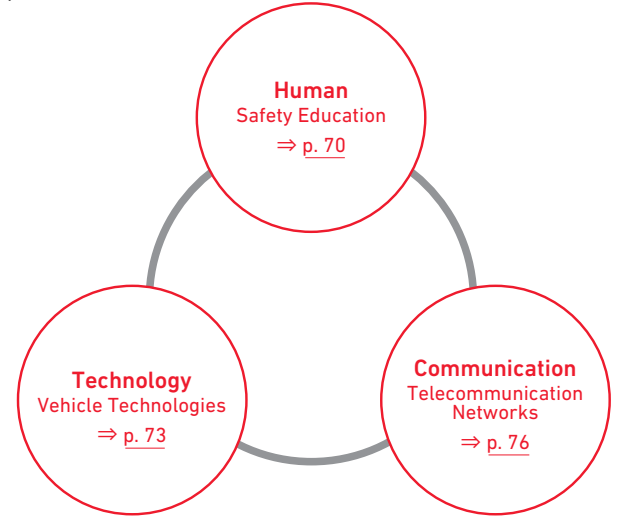 Human
Safety Education
⇒ p. 70
Technology
Vehicle Technologies
⇒ p. 73
Communication
Telecommunication
Networks
⇒ p. 76